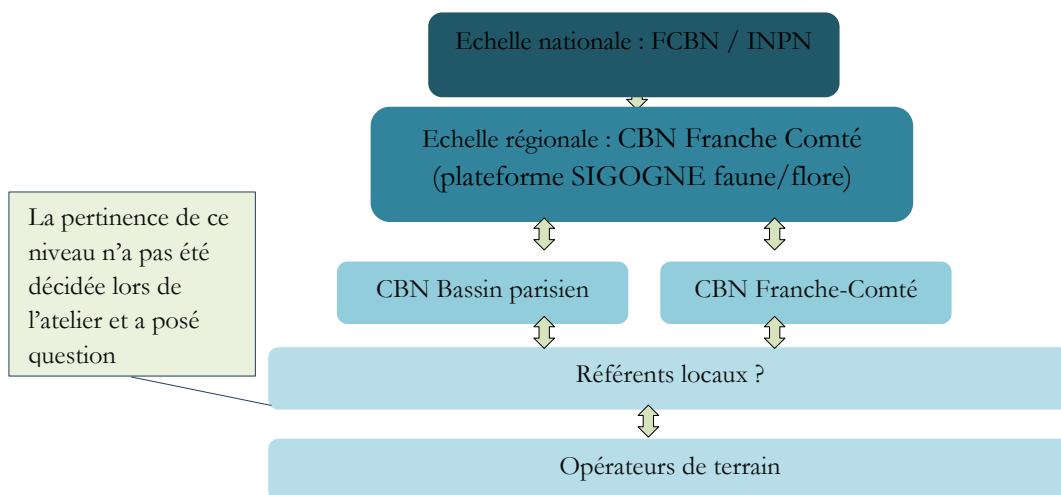 Echelle nationale : FCBN / INPN
Echelle régionale : CBN Franche Comté
(plateforme SIGOGNE faune/flore)
La pertinence de ce
niveau n’a pas été
décidée lors de
l’atelier et a posé
question
CBN Bassin parisien
CBN Franche-Comté
Référents locaux ?
Opérateurs de terrain